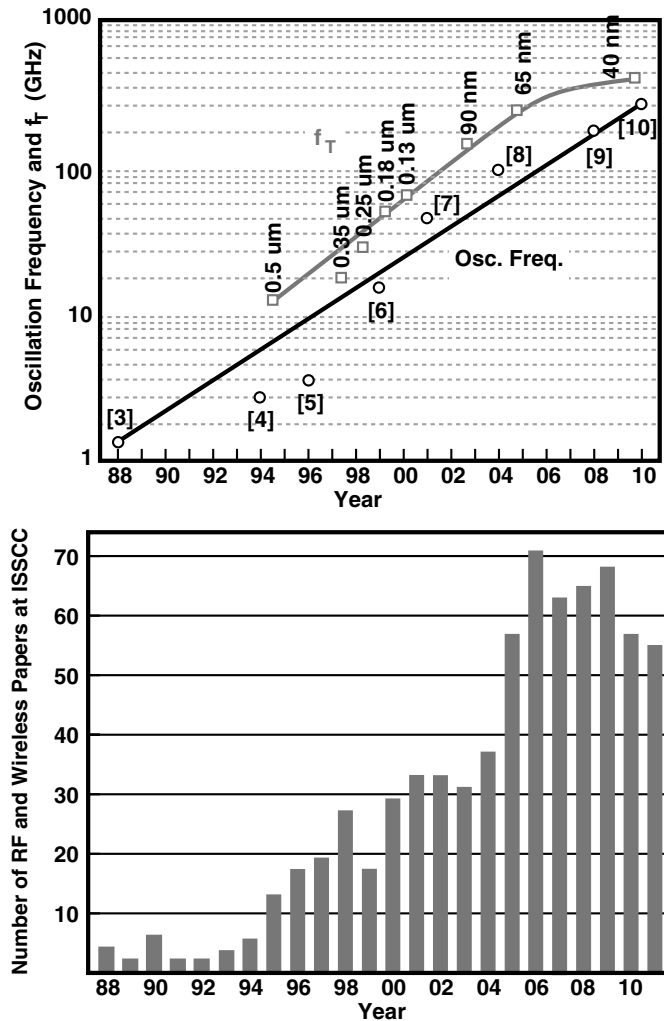 Oscillation Frequency and fT (GHz)
1000
100
10
1
fT
0.5 um
0.35 um
0.25 um
0.18 um
0.13 um
90 nm
65 nm
40 nm
[3]
[4]
[5]
[6]
[7]
[8]
[9]
[10]
Osc. Freq.
88 90 92 94 96 98 00 02 04 06 08 10
Year
Number of RF and Wireless Papers at ISSCC
70
60
50
40
30
20
10
88 90 92 94 96 98 00 02 04 06 08 10
Year